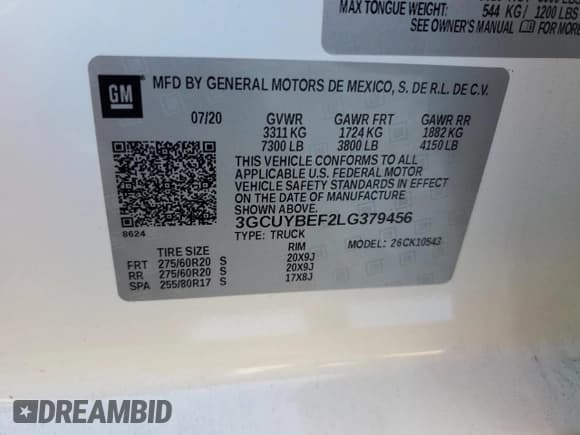 MAX TONGUE WEIGHT: 544 KG / 1200 LBS
SEE OWNER'S MANUAL FOR MORE
GM
MFD BY GENERAL MOTORS DE MEXICO, S. DE R.L. DE C.V.
07/20 GVWR GAWR FRT GAWR RR
3311 KG 1724 KG 1882 KG
7300 LB 3800 LB 4150 LB
THIS VEHICLE CONFORMS TO ALL
APPLICABLE U.S. FEDERAL MOTOR
VEHICLE SAFETY STANDARDS IN EFFECT
ON THE DATE OF MANUFACTURE
SHOWN ABOVE.
3GCUYBEF2LG379456
8624 TYPE: TRUCK MODEL: 26CK10543
TIRE SIZE RIM
FRT 275/60R20 S 20X9J
RR 275/60R20 S 20X9J
SPA 255/80R17 S 17X8J
DREAMBID